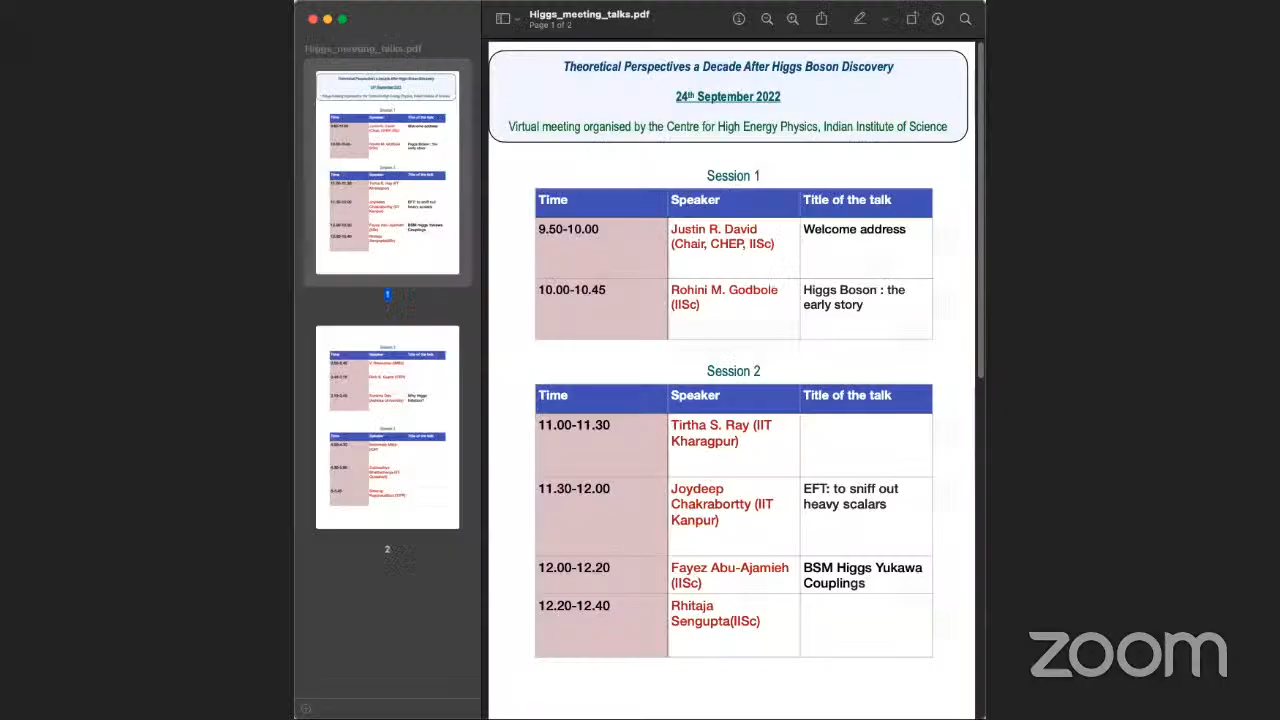 Higgs_meeting_talks.pdf
Page 1 of 2
Higgs_meeting_talks.pdf
1
2
Theoretical Perspectives a Decade After Higgs Boson Discovery
24th September 2022
Virtual meeting organised by the Centre for High Energy Physics, Indian Institute of Science
Session 1
Time Speaker Title of the talk
9.50-10.00 Justin R. David Welcome address
(Chair, CHEP, IISc)
10.00-10.45 Rohini M. Godbole Higgs Boson : the
(IISc) early story
Session 2
Time Speaker Title of the talk
11.00-11.30 Tirtha S. Ray (IIT
Kharagpur)
11.30-12.00 Joydeep EFT: to sniff out
Chakrabortty (IIT heavy scalars
Kanpur)
12.00-12.20 Fayez Abu-Ajamieh BSM Higgs Yukawa
(IISc) Couplings
12.20-12.40 Rhitaja
Sengupta(IISc)
zoom